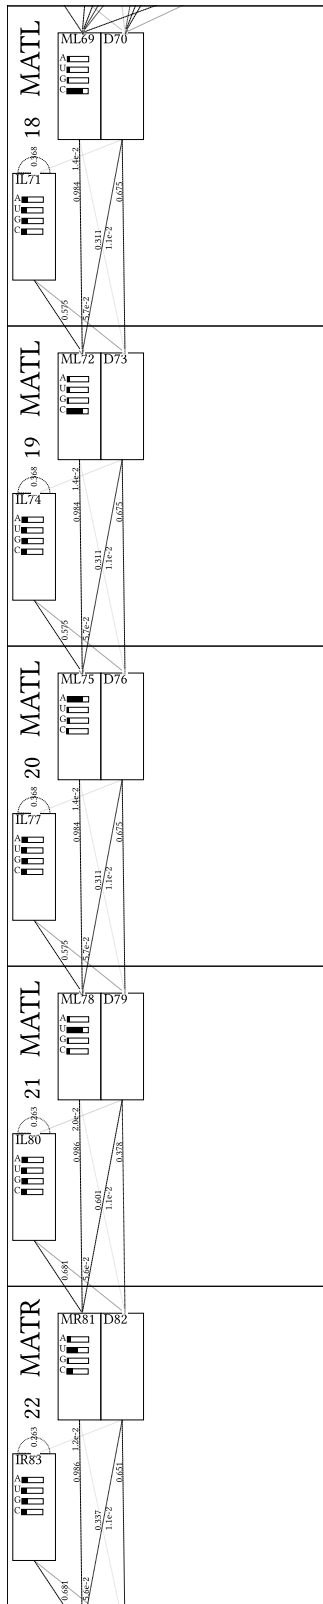 MATL 18
ML69 D70
A
U
G
C
0.368
1.4e-2
0.984
0.675
IL71
A
U
G
C
0.311
1.1e-2
0.575
5.7e-2
MATL 19
ML72 D73
A
U
G
C
0.368
1.4e-2
0.984
0.675
IL74
A
U
G
C
0.311
1.1e-2
0.575
5.7e-2
MATL 20
ML75 D76
A
U
G
C
0.368
1.4e-2
0.984
0.675
IL77
A
U
G
C
0.311
1.1e-2
0.575
5.7e-2
MATL 21
ML78 D79
A
U
G
C
0.263
2.0e-2
0.986
0.378
IL80
A
U
G
C
0.601
1.1e-2
0.681
5.6e-2
MATR 22
MR81 D82
A
U
G
C
0.263
1.2e-2
0.986
0.651
IR83
A
U
G
C
0.337
1.1e-2
0.681
5.6e-2